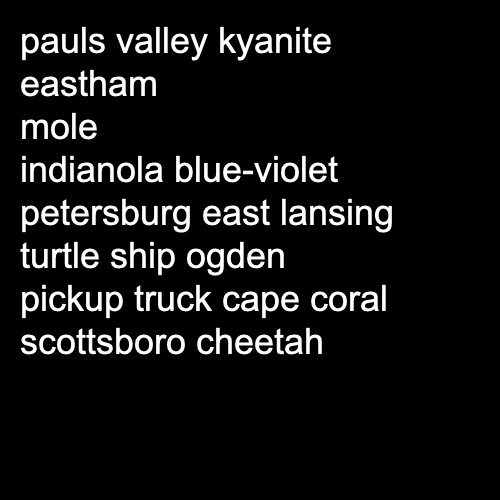 pauls valley kyanite
eastham
mole
indianola blue-violet
petersburg east lansing
turtle ship ogden
pickup truck cape coral
scottsboro cheetah